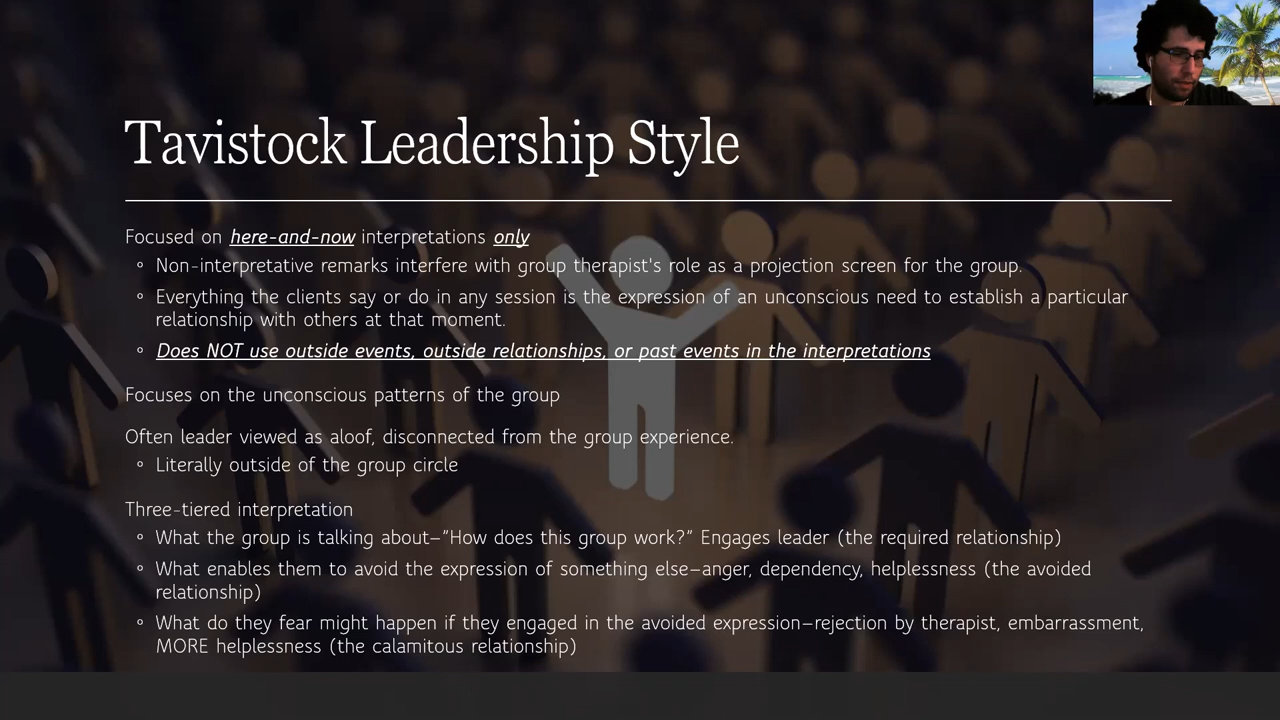 Tavistock Leadership Style
Focused on here-and-now interpretations only
◦ Non-interpretative remarks interfere with group therapist's role as a projection screen for the group.
◦ Everything the clients say or do in any session is the expression of an unconscious need to establish a particular
relationship with others at that moment.
◦ Does NOT use outside events, outside relationships, or past events in the interpretations
Focuses on the unconscious patterns of the group
Often leader viewed as aloof, disconnected from the group experience.
◦ Literally outside of the group circle
Three-tiered interpretation
◦ What the group is talking about–"How does this group work?" Engages leader (the required relationship)
◦ What enables them to avoid the expression of something else–anger, dependency, helplessness (the avoided
relationship)
◦ What do they fear might happen if they engaged in the avoided expression–rejection by therapist, embarrassment,
MORE helplessness (the calamitous relationship)